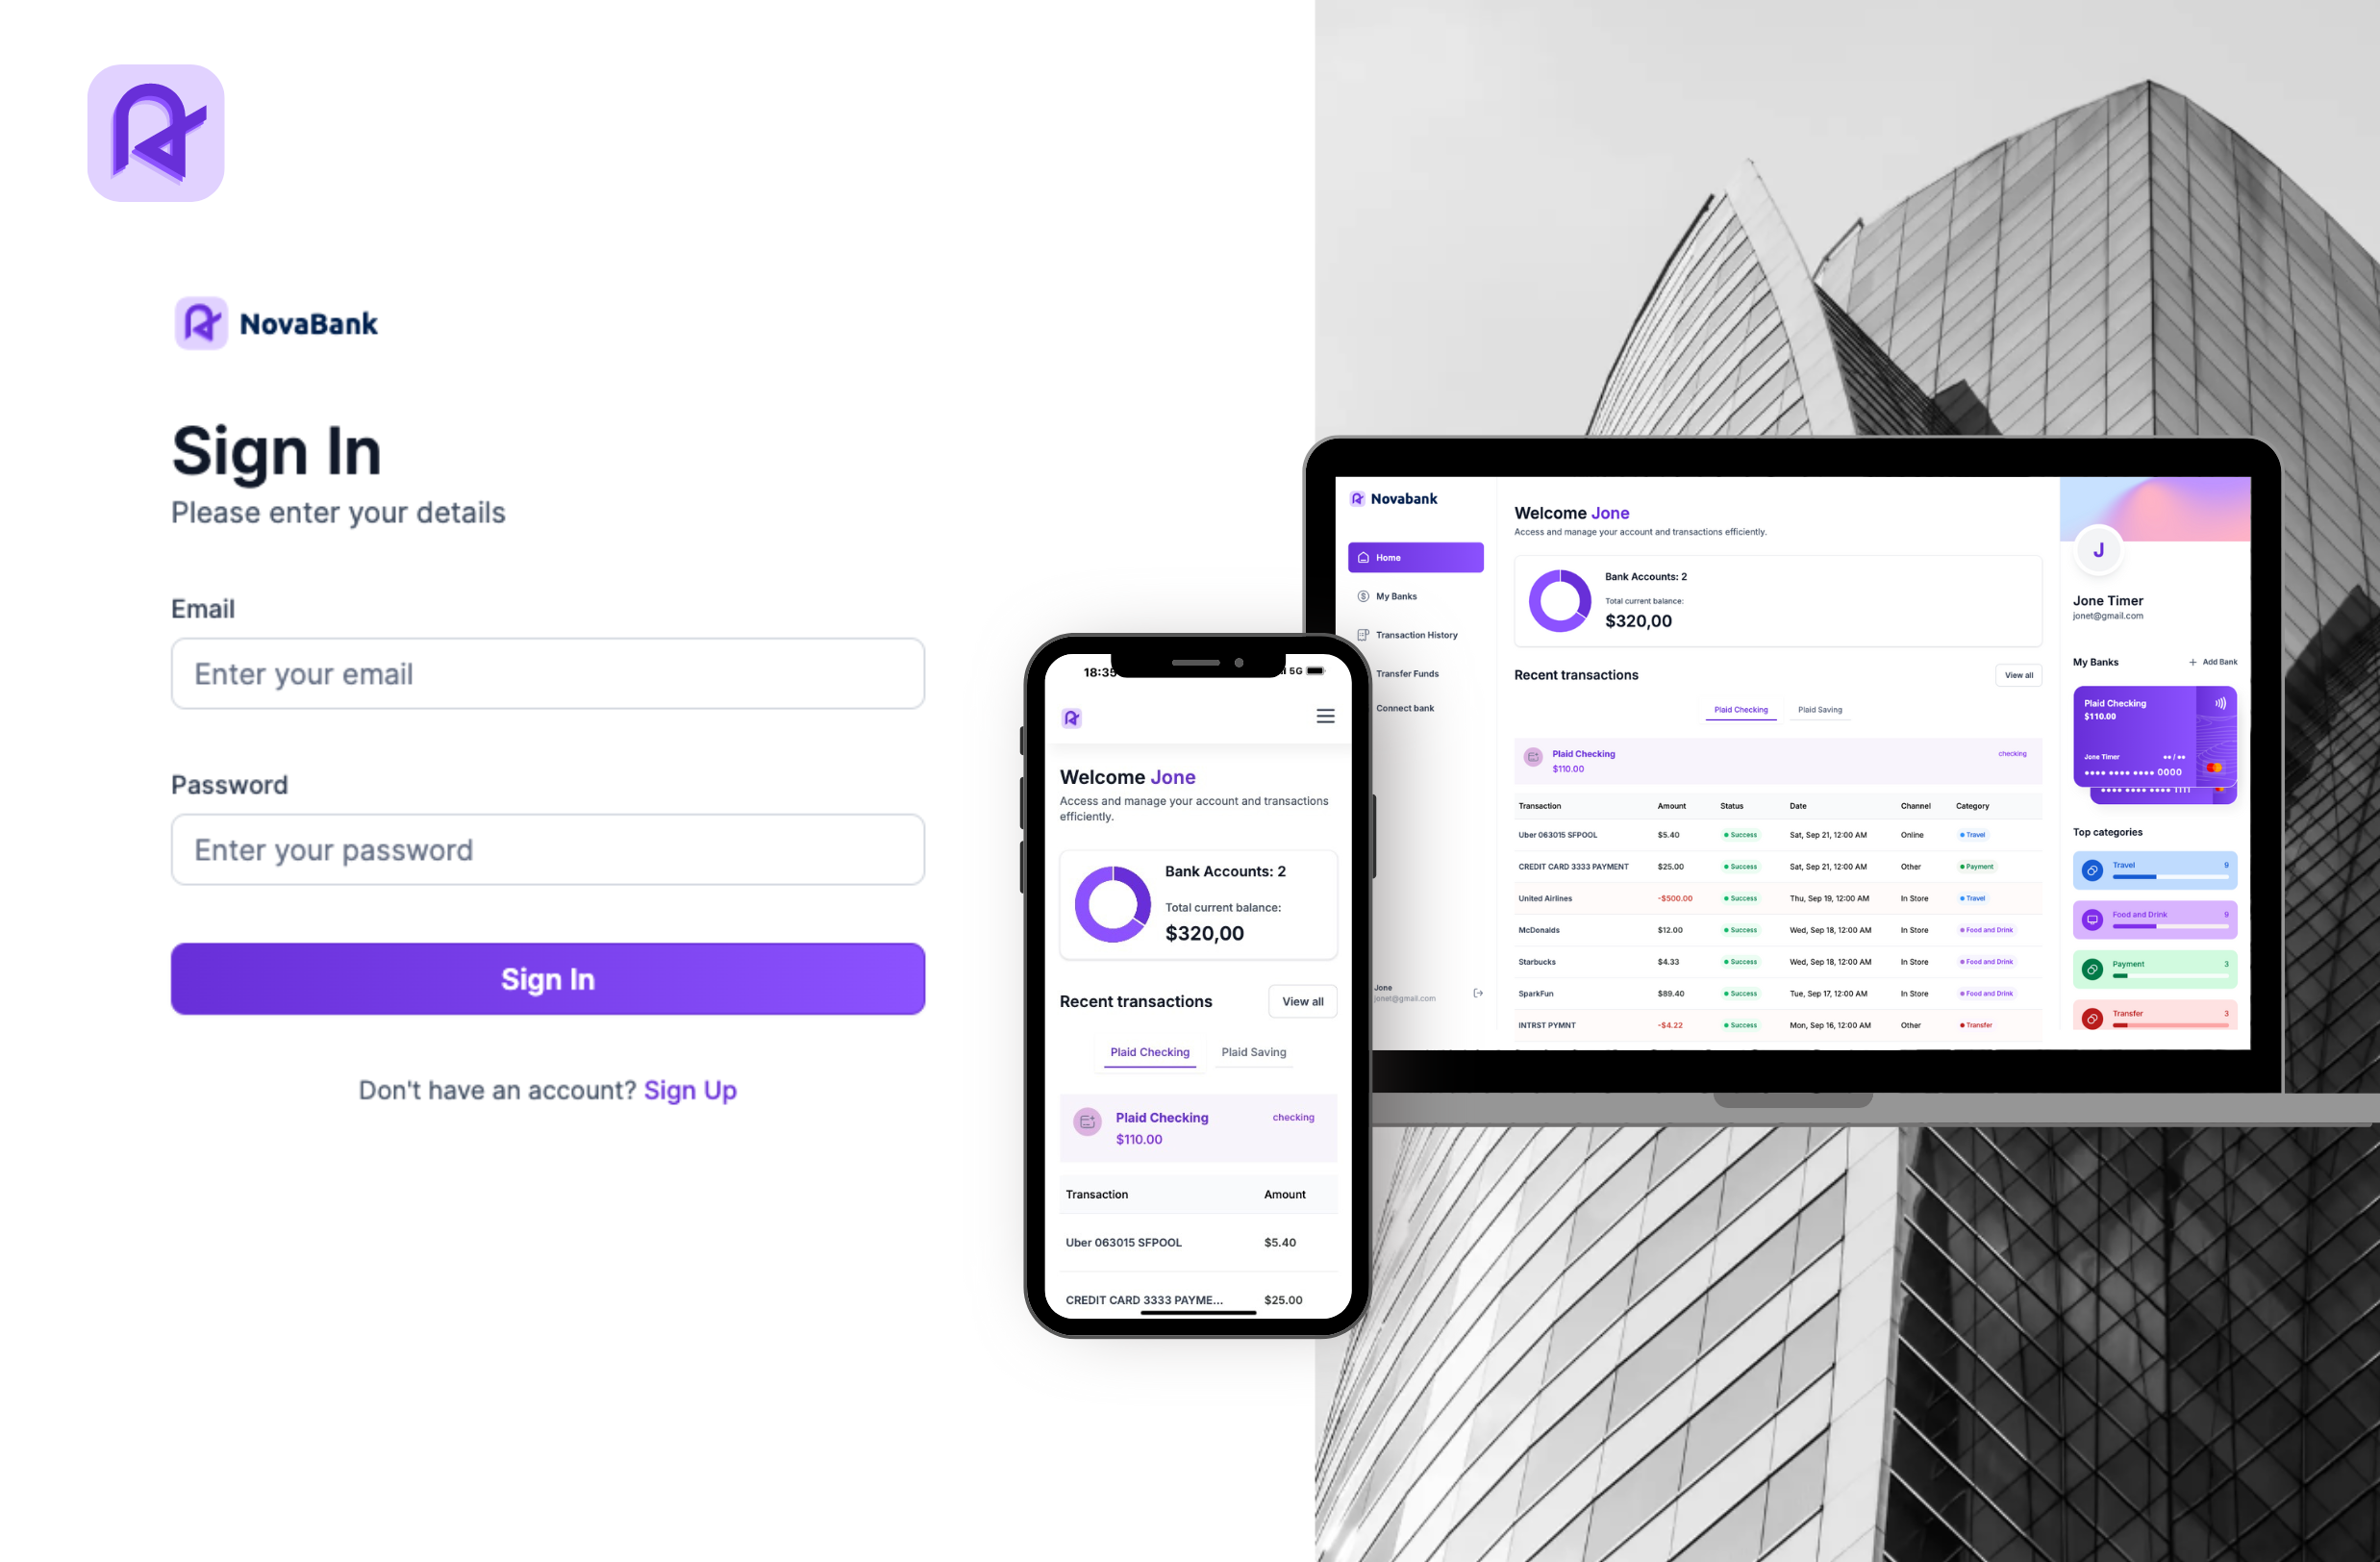 NovaBank
Sign In
Please enter your details
Email
Enter your email
Password
Enter your password
Sign In
Don't have an account? Sign Up
18:35
5G
Welcome Jone
Access and manage your account and transactions
efficiently.
Bank Accounts: 2
Total current balance:
$320,00
Recent transactions
View all
Plaid Checking
Plaid Saving
Plaid Checking
checking
$110.00
Transaction Amount
Uber 063015 SFPOOL $5.40
CREDIT CARD 3333 PAYME... $25.00
Novabank
Home
My Banks
Transaction History
Transfer Funds
Connect bank
Jone
jonet@gmail.com
Welcome Jone
Access and manage your account and transactions efficiently.
Bank Accounts: 2
Total current balance:
$320,00
Recent transactions
View all
Plaid Checking
Plaid Saving
Plaid Checking
checking
$110.00
Transaction Amount Status Date Channel Category
Uber 063015 SFPOOL $5.40 Success Sat, Sep 21, 12:00 AM Online Travel
CREDIT CARD 3333 PAYMENT $25.00 Success Sat, Sep 21, 12:00 AM Other Payment
United Airlines -$500.00 Success Thu, Sep 19, 12:00 AM In Store Travel
McDonalds $12.00 Success Wed, Sep 18, 12:00 AM In Store Food and Drink
Starbucks $4.33 Success Wed, Sep 18, 12:00 AM In Store Food and Drink
SparkFun $89.40 Success Tue, Sep 17, 12:00 AM In Store Food and Drink
INTRST PYMNT -$4.22 Success Mon, Sep 16, 12:00 AM Other Transfer
J
Jone Timer
jonet@gmail.com
My Banks
+ Add Bank
Plaid Checking
$110.00
Jone Timer
●● / ●●
●●●● ●●●● ●●●● 0000
●●●● ●●●● ●●●● 1111
Top categories
Travel 9
Food and Drink 9
Payment 3
Transfer 3